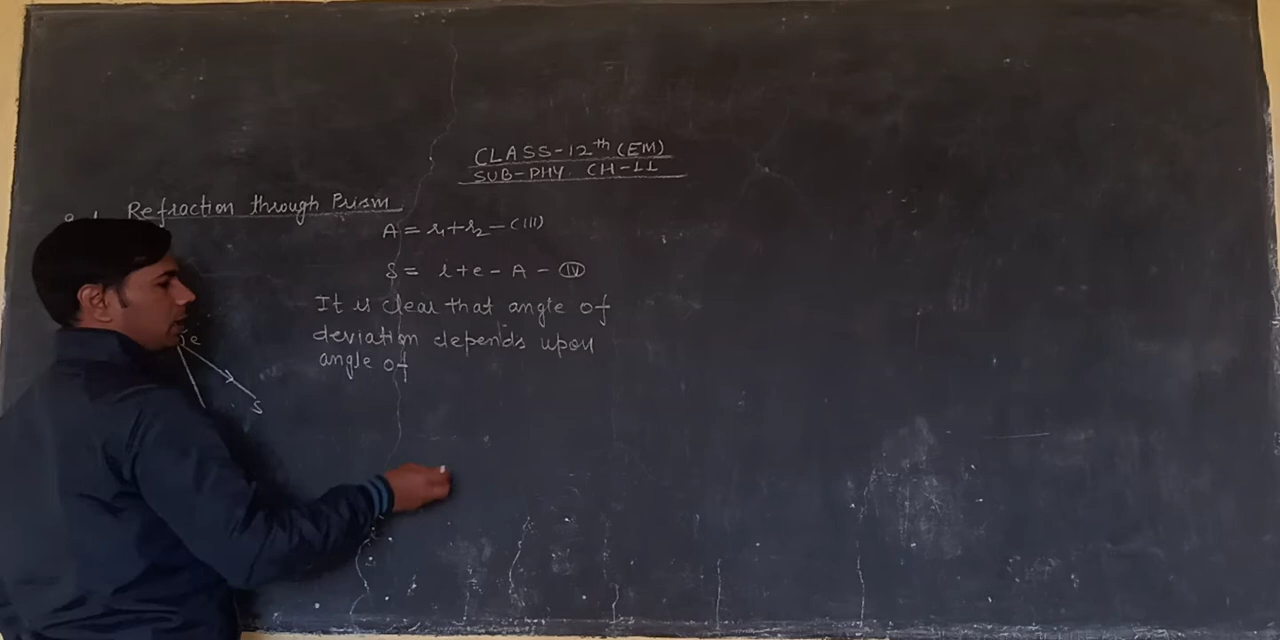 CLASS-12th (EM)
SUB-PHY. CH-11
Refraction through Prism
A = r1+r2 - (III)
δ = i+e - A - (IV)
It is clear that angle of
deviation depends upon
angle of
e
S